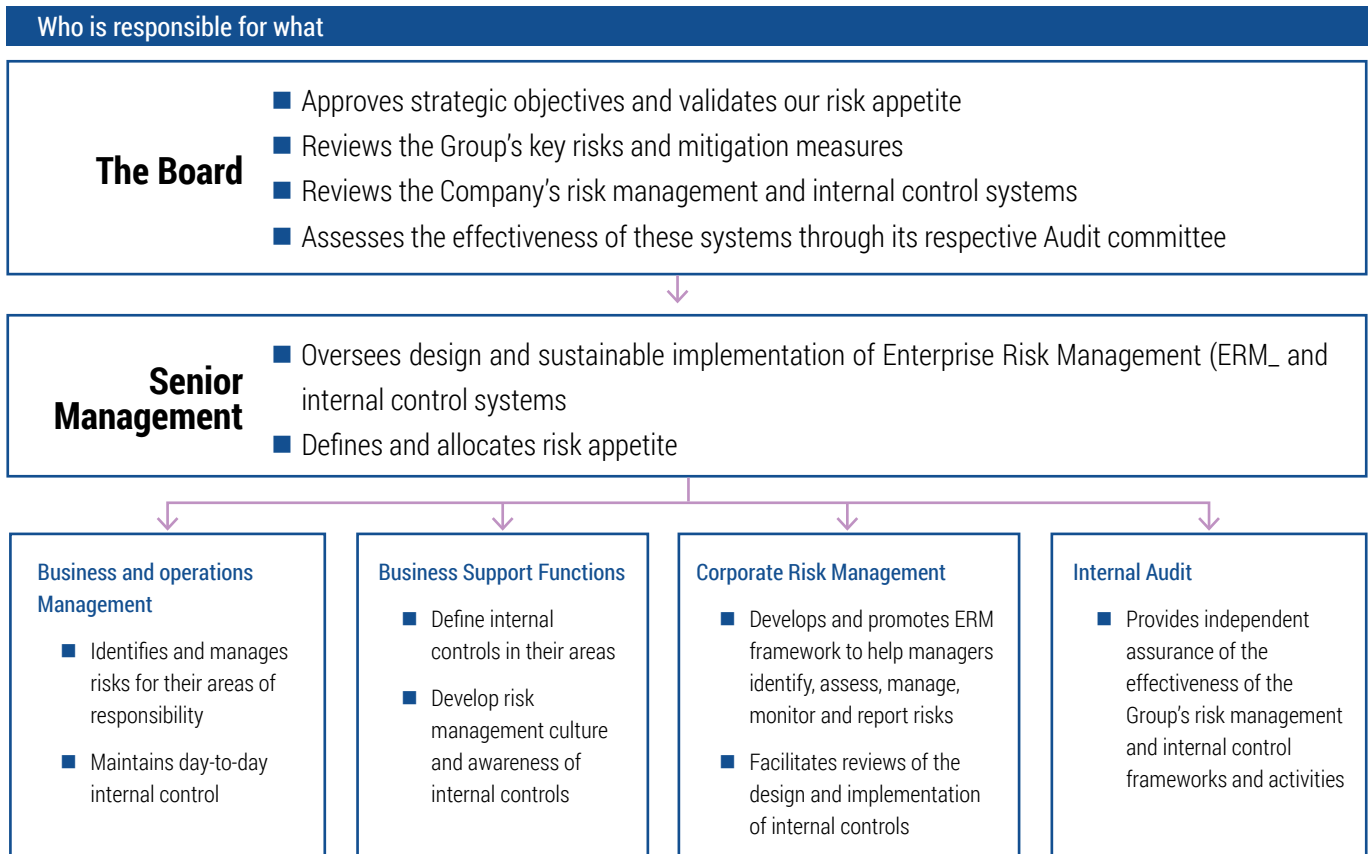 Who is responsible for what
The Board
Approves strategic objectives and validates our risk appetite
Reviews the Group's key risks and mitigation measures
Reviews the Company's risk management and internal control systems
Assesses the effectiveness of these systems through its respective Audit committee
Senior
Management
Oversees design and sustainable implementation of Enterprise Risk Management (ERM_ and
internal control systems
Defines and allocates risk appetite
Business and operations
Management
Identifies and manages
risks for their areas of
responsibility
Maintains day-to-day
internal control
Business Support Functions
Define internal
controls in their areas
Develop risk
management culture
and awareness of
internal controls
Corporate Risk Management
Develops and promotes ERM
framework to help managers
identify, assess, manage,
monitor and report risks
Facilitates reviews of the
design and implementation
of internal controls
Internal Audit
Provides independent
assurance of the
effectiveness of the
Group's risk management
and internal control
frameworks and activities